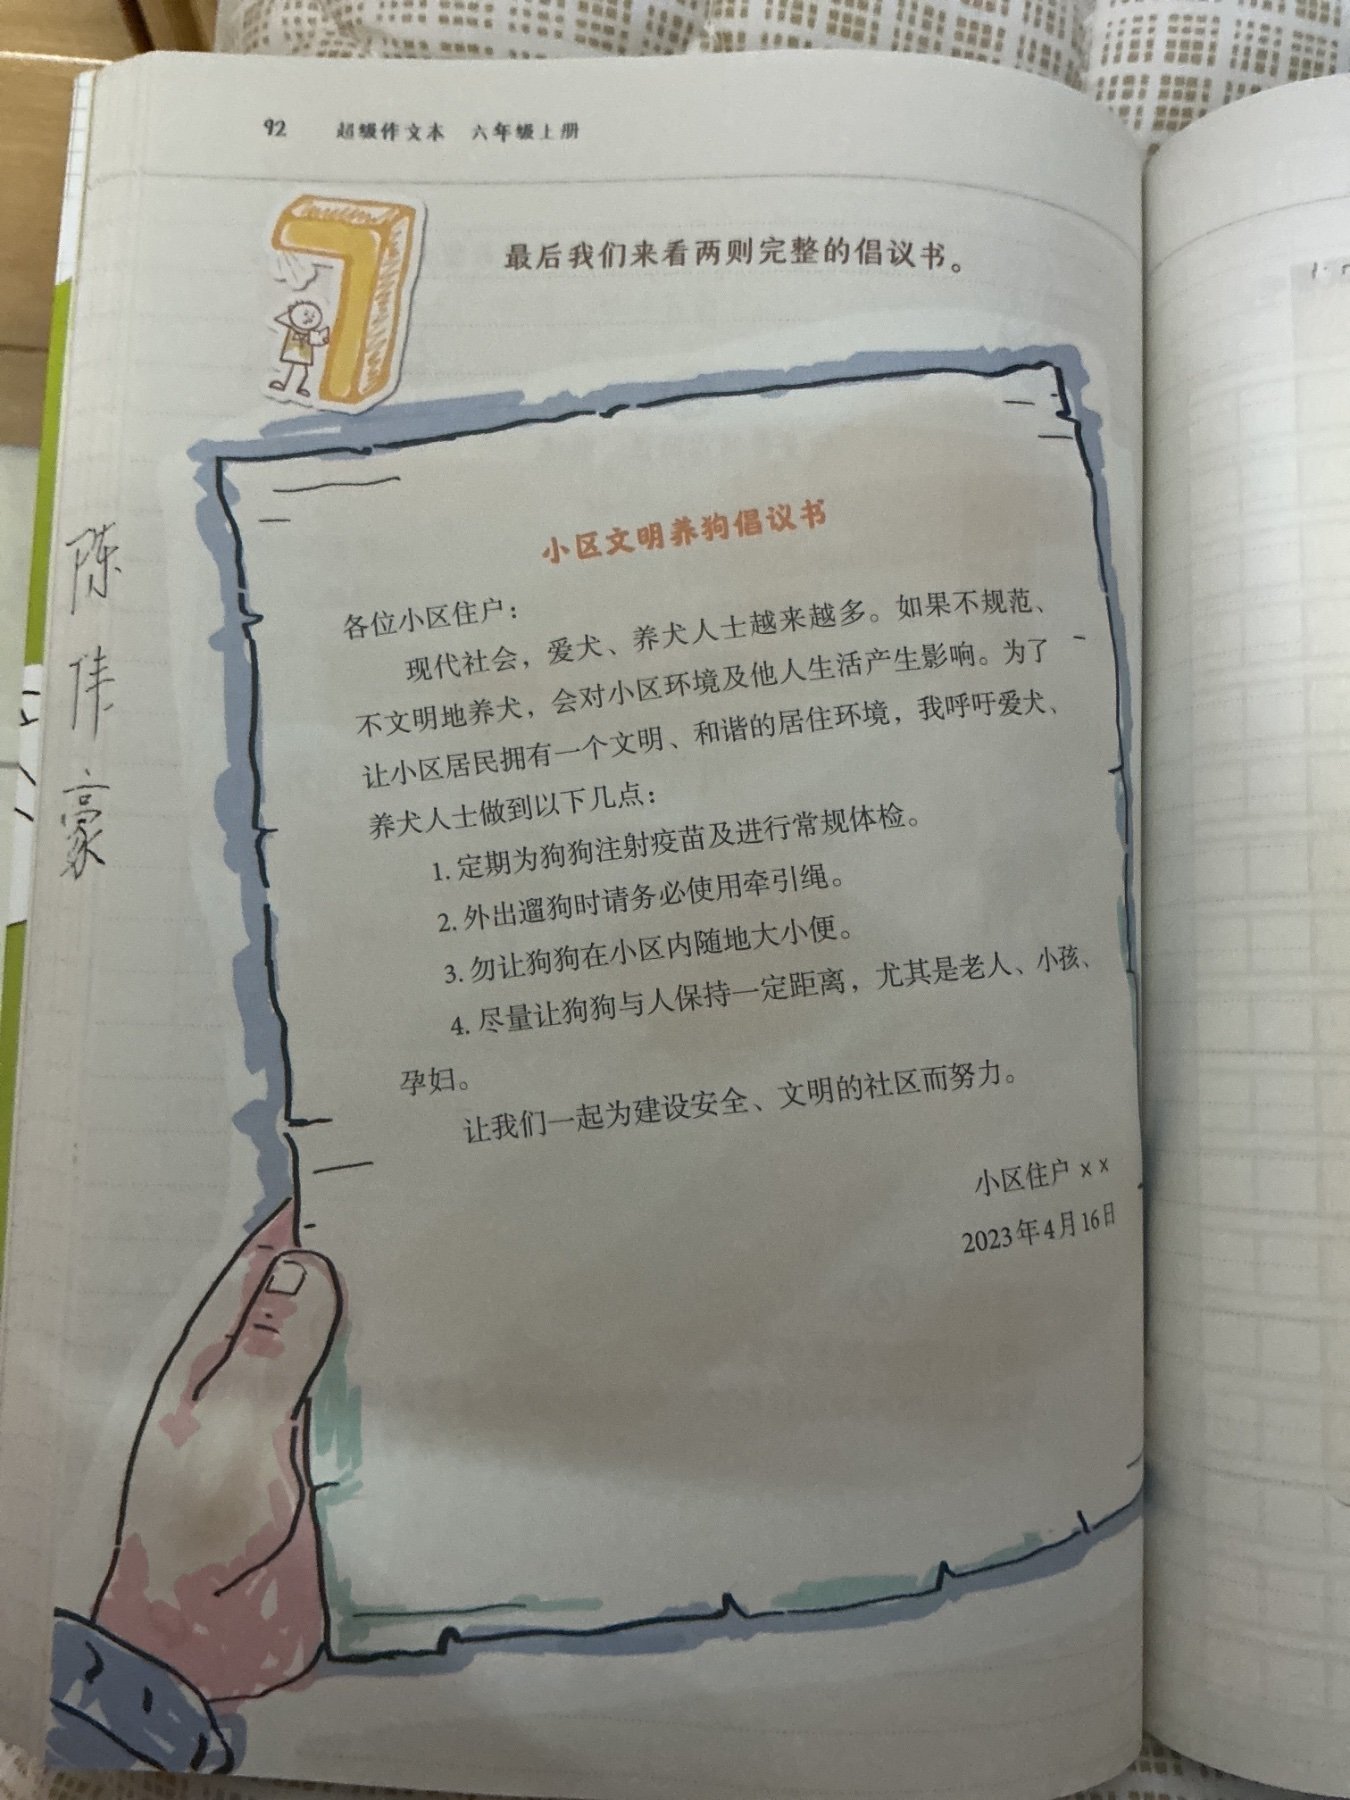 92 超级作文本 六年级上册
最后我们来看两则完整的倡议书。
小区文明养狗倡议书
各位小区住户：
现代社会，爱犬、养犬人士越来越多。如果不规范、
不文明地养犬，会对小区环境及他人生活产生影响。为了
让小区居民拥有一个文明、和谐的居住环境，我呼吁爱犬、
养犬人士做到以下几点：
1. 定期为狗狗注射疫苗及进行常规体检。
2. 外出遛狗时请务必使用牵引绳。
3. 勿让狗狗在小区内随地大小便。
4. 尽量让狗狗与人保持一定距离，尤其是老人、小孩、
孕妇。
让我们一起为建设安全、文明的社区而努力。
小区住户 × ×
2023年4月16日
陈
伟
豪